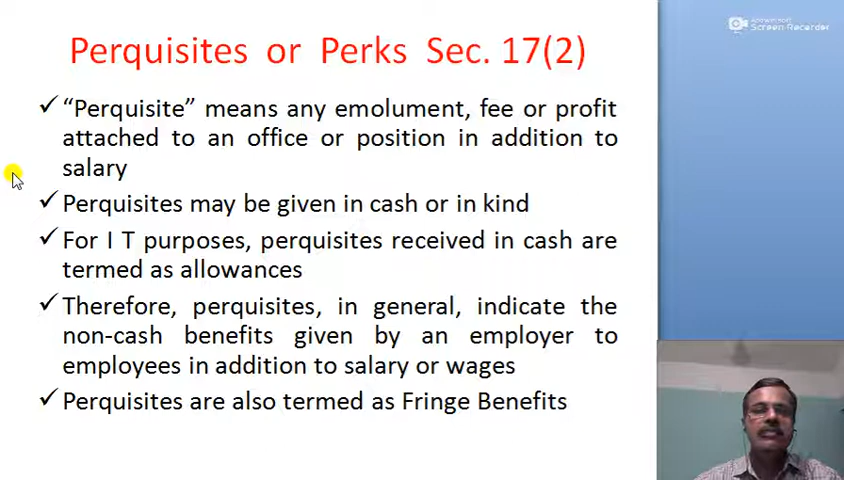 Perquisites or Perks Sec. 17(2)
✓ “Perquisite” means any emolument, fee or profit
attached to an office or position in addition to
salary
✓ Perquisites may be given in cash or in kind
✓ For I T purposes, perquisites received in cash are
termed as allowances
✓ Therefore, perquisites, in general, indicate the
non-cash benefits given by an employer to
employees in addition to salary or wages
✓ Perquisites are also termed as Fringe Benefits
Screen Recorder